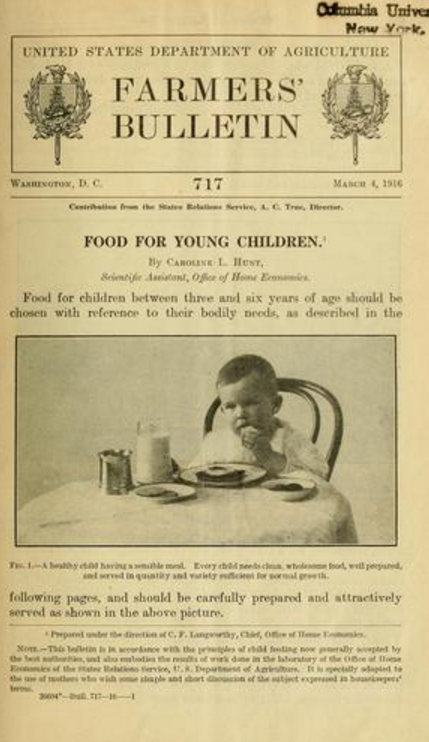 Columbia Univer
New York.
UNITED STATES DEPARTMENT OF AGRICULTURE
FARMERS'
BULLETIN
WASHINGTON, D. C. 717 MARCH 4, 1916
Contribution from the States Relations Service, A. C. True, Director.
FOOD FOR YOUNG CHILDREN.¹
By CAROLINE L. HUNT,
Scientific Assistant, Office of Home Economics.
Food for children between three and six years of age should be
chosen with reference to their bodily needs, as described in the
FIG. 1.—A healthy child having a sensible meal. Every child needs clean, wholesome food, well prepared,
and served in quantity and variety sufficient for normal growth.
following pages, and should be carefully prepared and attractively
served as shown in the above picture.
¹ Prepared under the direction of C. F. Langworthy, Chief, Office of Home Economics.
NOTE.—This bulletin is in accordance with the principles of child feeding now generally accepted by
the best authorities, and also embodies the results of work done in the laboratory of the Office of Home
Economics of the States Relations Service, U. S. Department of Agriculture. It is specially adapted to
the use of mothers who wish some simple and short discussion of the subject expressed in housekeepers'
terms.
26604°—Bull. 717—16—1